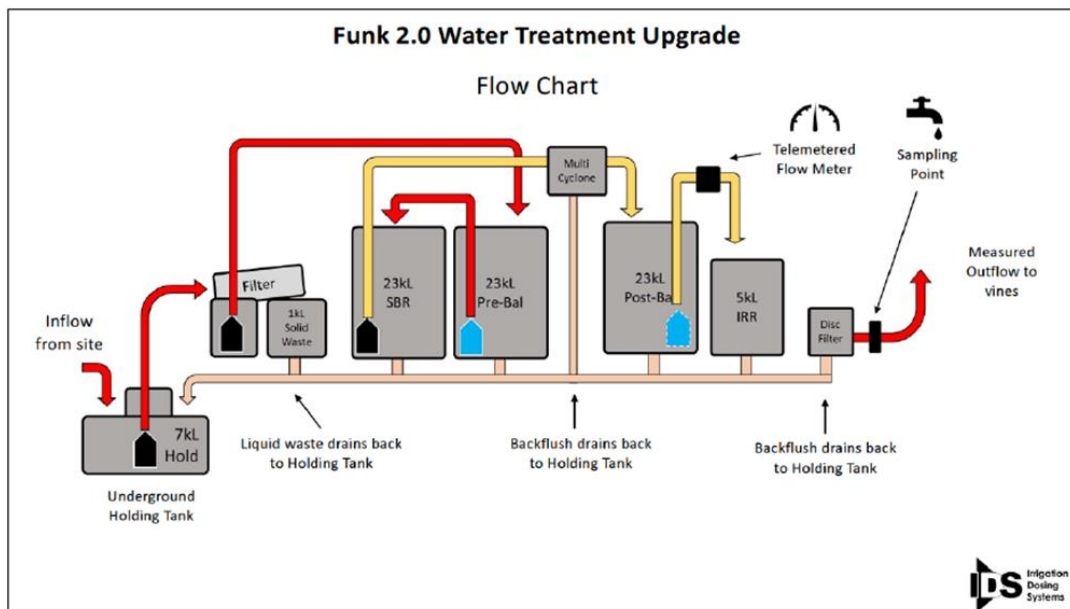 Funk 2.0 Water Treatment Upgrade
Flow Chart
Multi
Cyclone
Telemetered
Flow Meter
Sampling
Point
Filter
1kL
Solid
Waste
23kL
SBR
23kL
Pre-Bal
23kL
Post-Ba
5kL
IRR
Disc
Filter
Measured
Outflow to
vines
Inflow
from site
7kL
Hold
Underground
Holding Tank
Liquid waste drains back
to Holding Tank
Backflush drains back
to Holding Tank
Backflush drains back
to Holding Tank
IDS
Irrigation
Dosing
Systems